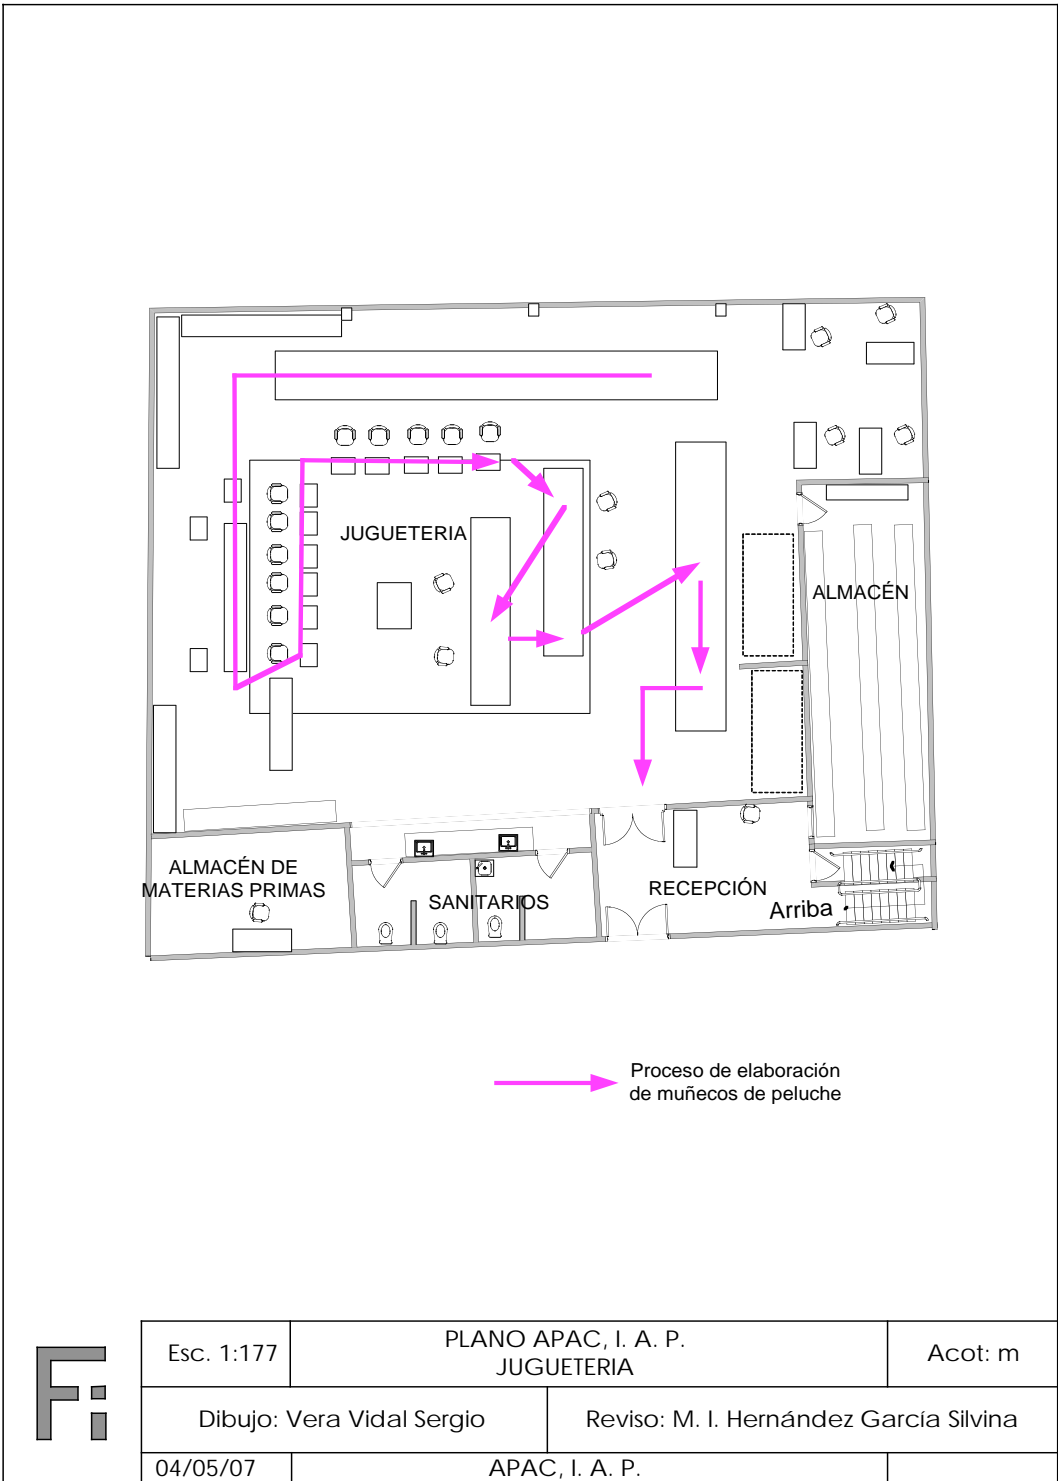 JUGUETERIA
ALMACÉN
ALMACÉN DE
MATERIAS PRIMAS
SANITARIOS
RECEPCIÓN
Arriba
Proceso de elaboración
de muñecos de peluche
Fi
Esc. 1:177
PLANO APAC, I. A. P.
JUGUETERIA
Acot: m
Dibujo: Vera Vidal Sergio
Reviso: M. I. Hernández García Silvina
04/05/07
APAC, I. A. P.